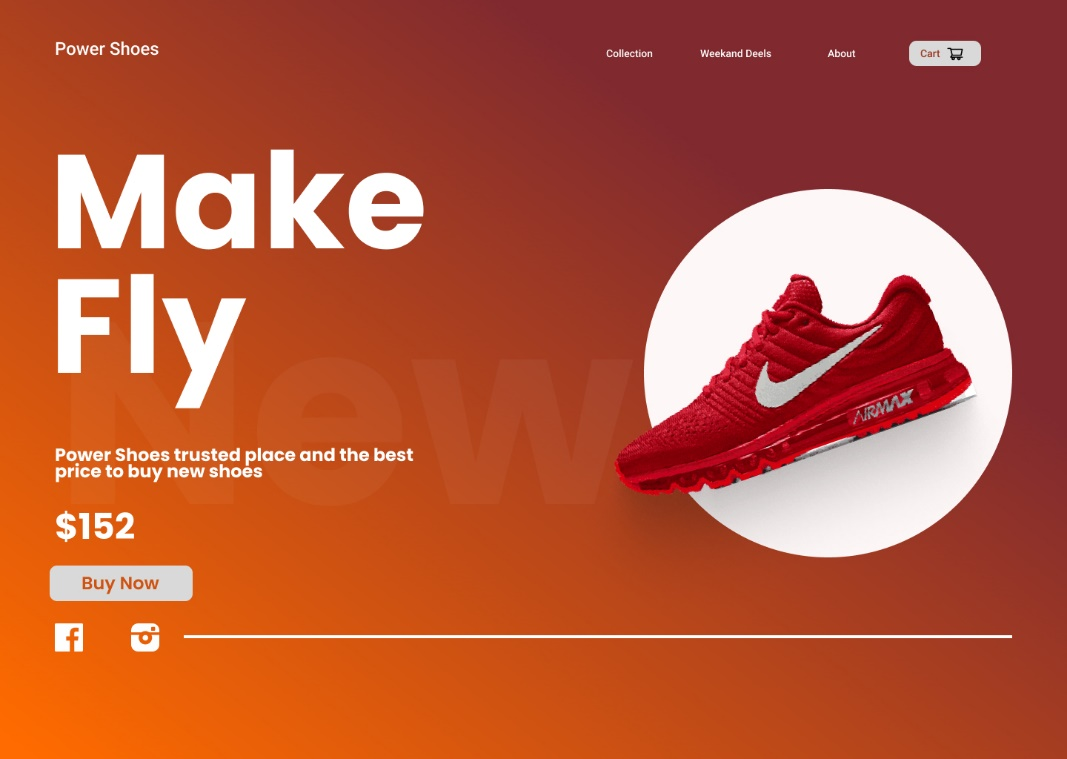 Power Shoes
Collection
Weekand Deels
About
Cart
Make
Fly
New
Power Shoes trusted place and the best
price to buy new shoes
$152
Buy Now
AIRMAX